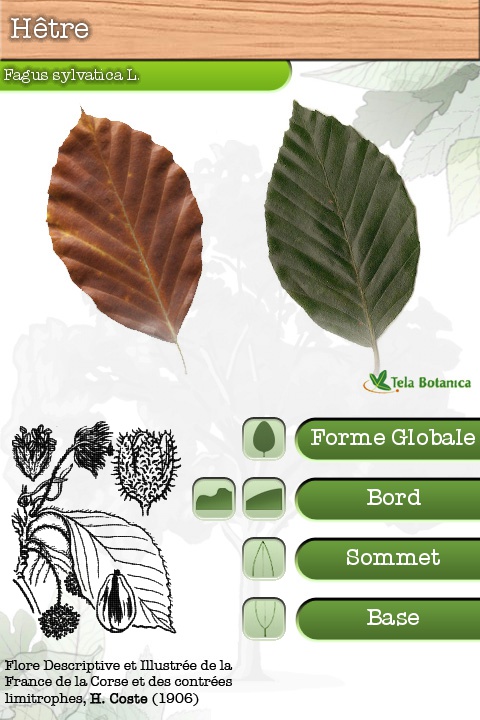 Hêtre
Fagus sylvatica L.
Tela Botanica
Forme Globale
Bord
Sommet
Base
Flore Descriptive et Illustrée de la
France de la Corse et des contrées
limitrophes, H. Coste (1906)